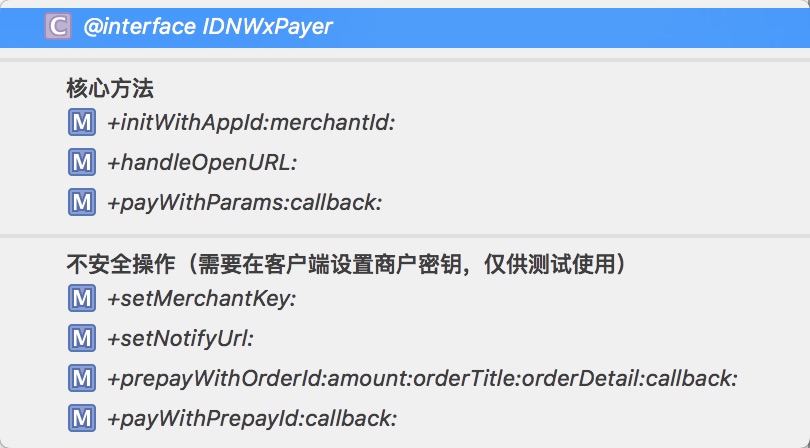 C @interface IDNWxPayer
核心方法
M +initWithAppId:merchantId:
M +handleOpenURL:
M +payWithParams:callback:
不安全操作（需要在客户端设置商户密钥，仅供测试使用）
M +setMerchantKey:
M +setNotifyUrl:
M +prepayWithOrderId:amount:orderTitle:orderDetail:callback:
M +payWithPrepayId:callback: